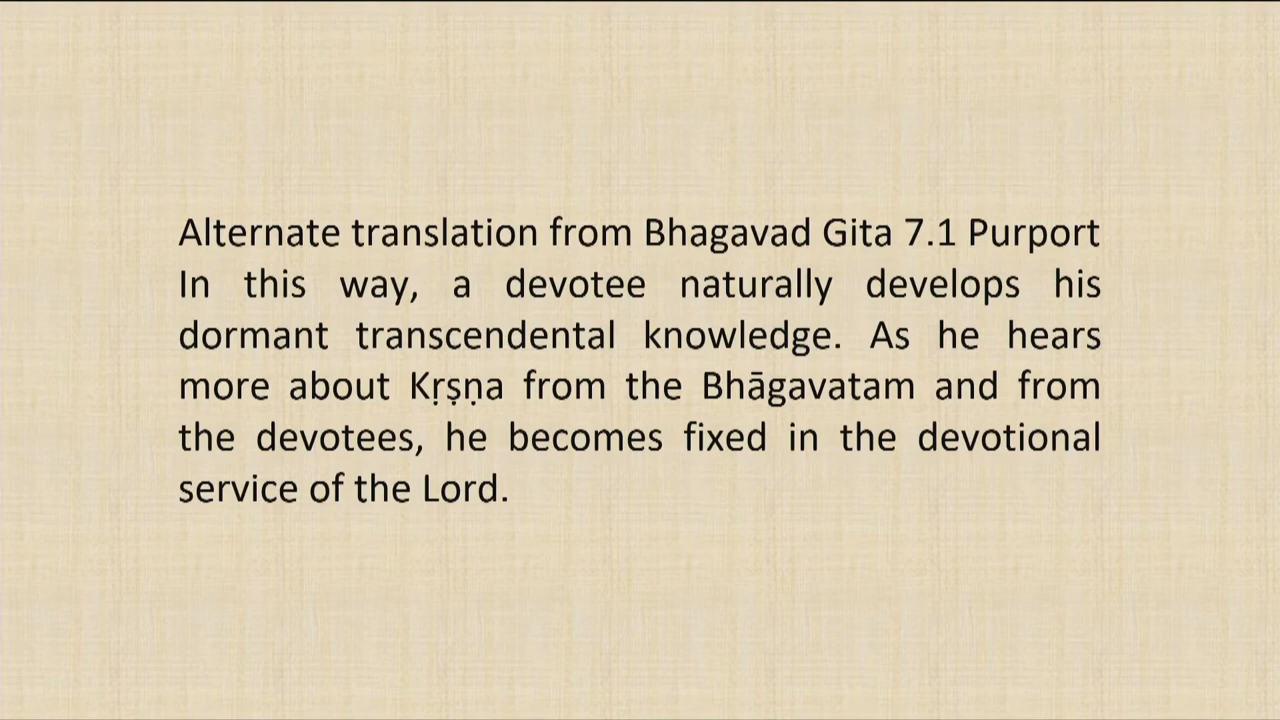 Alternate translation from Bhagavad Gita 7.1 Purport
In this way, a devotee naturally develops his
dormant transcendental knowledge. As he hears
more about Kṛṣṇa from the Bhāgavatam and from
the devotees, he becomes fixed in the devotional
service of the Lord.